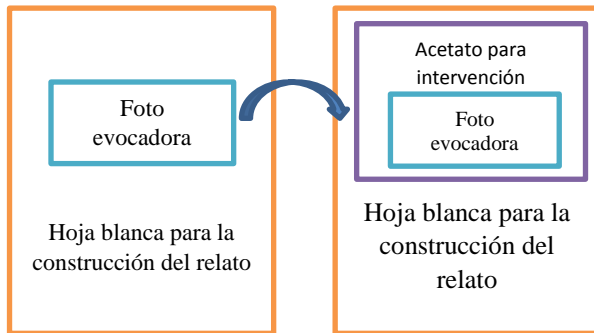 Foto
evocadora
Hoja blanca para la
construcción del relato
Acetato para
intervención
Foto
evocadora
Hoja blanca para la
construcción del
relato